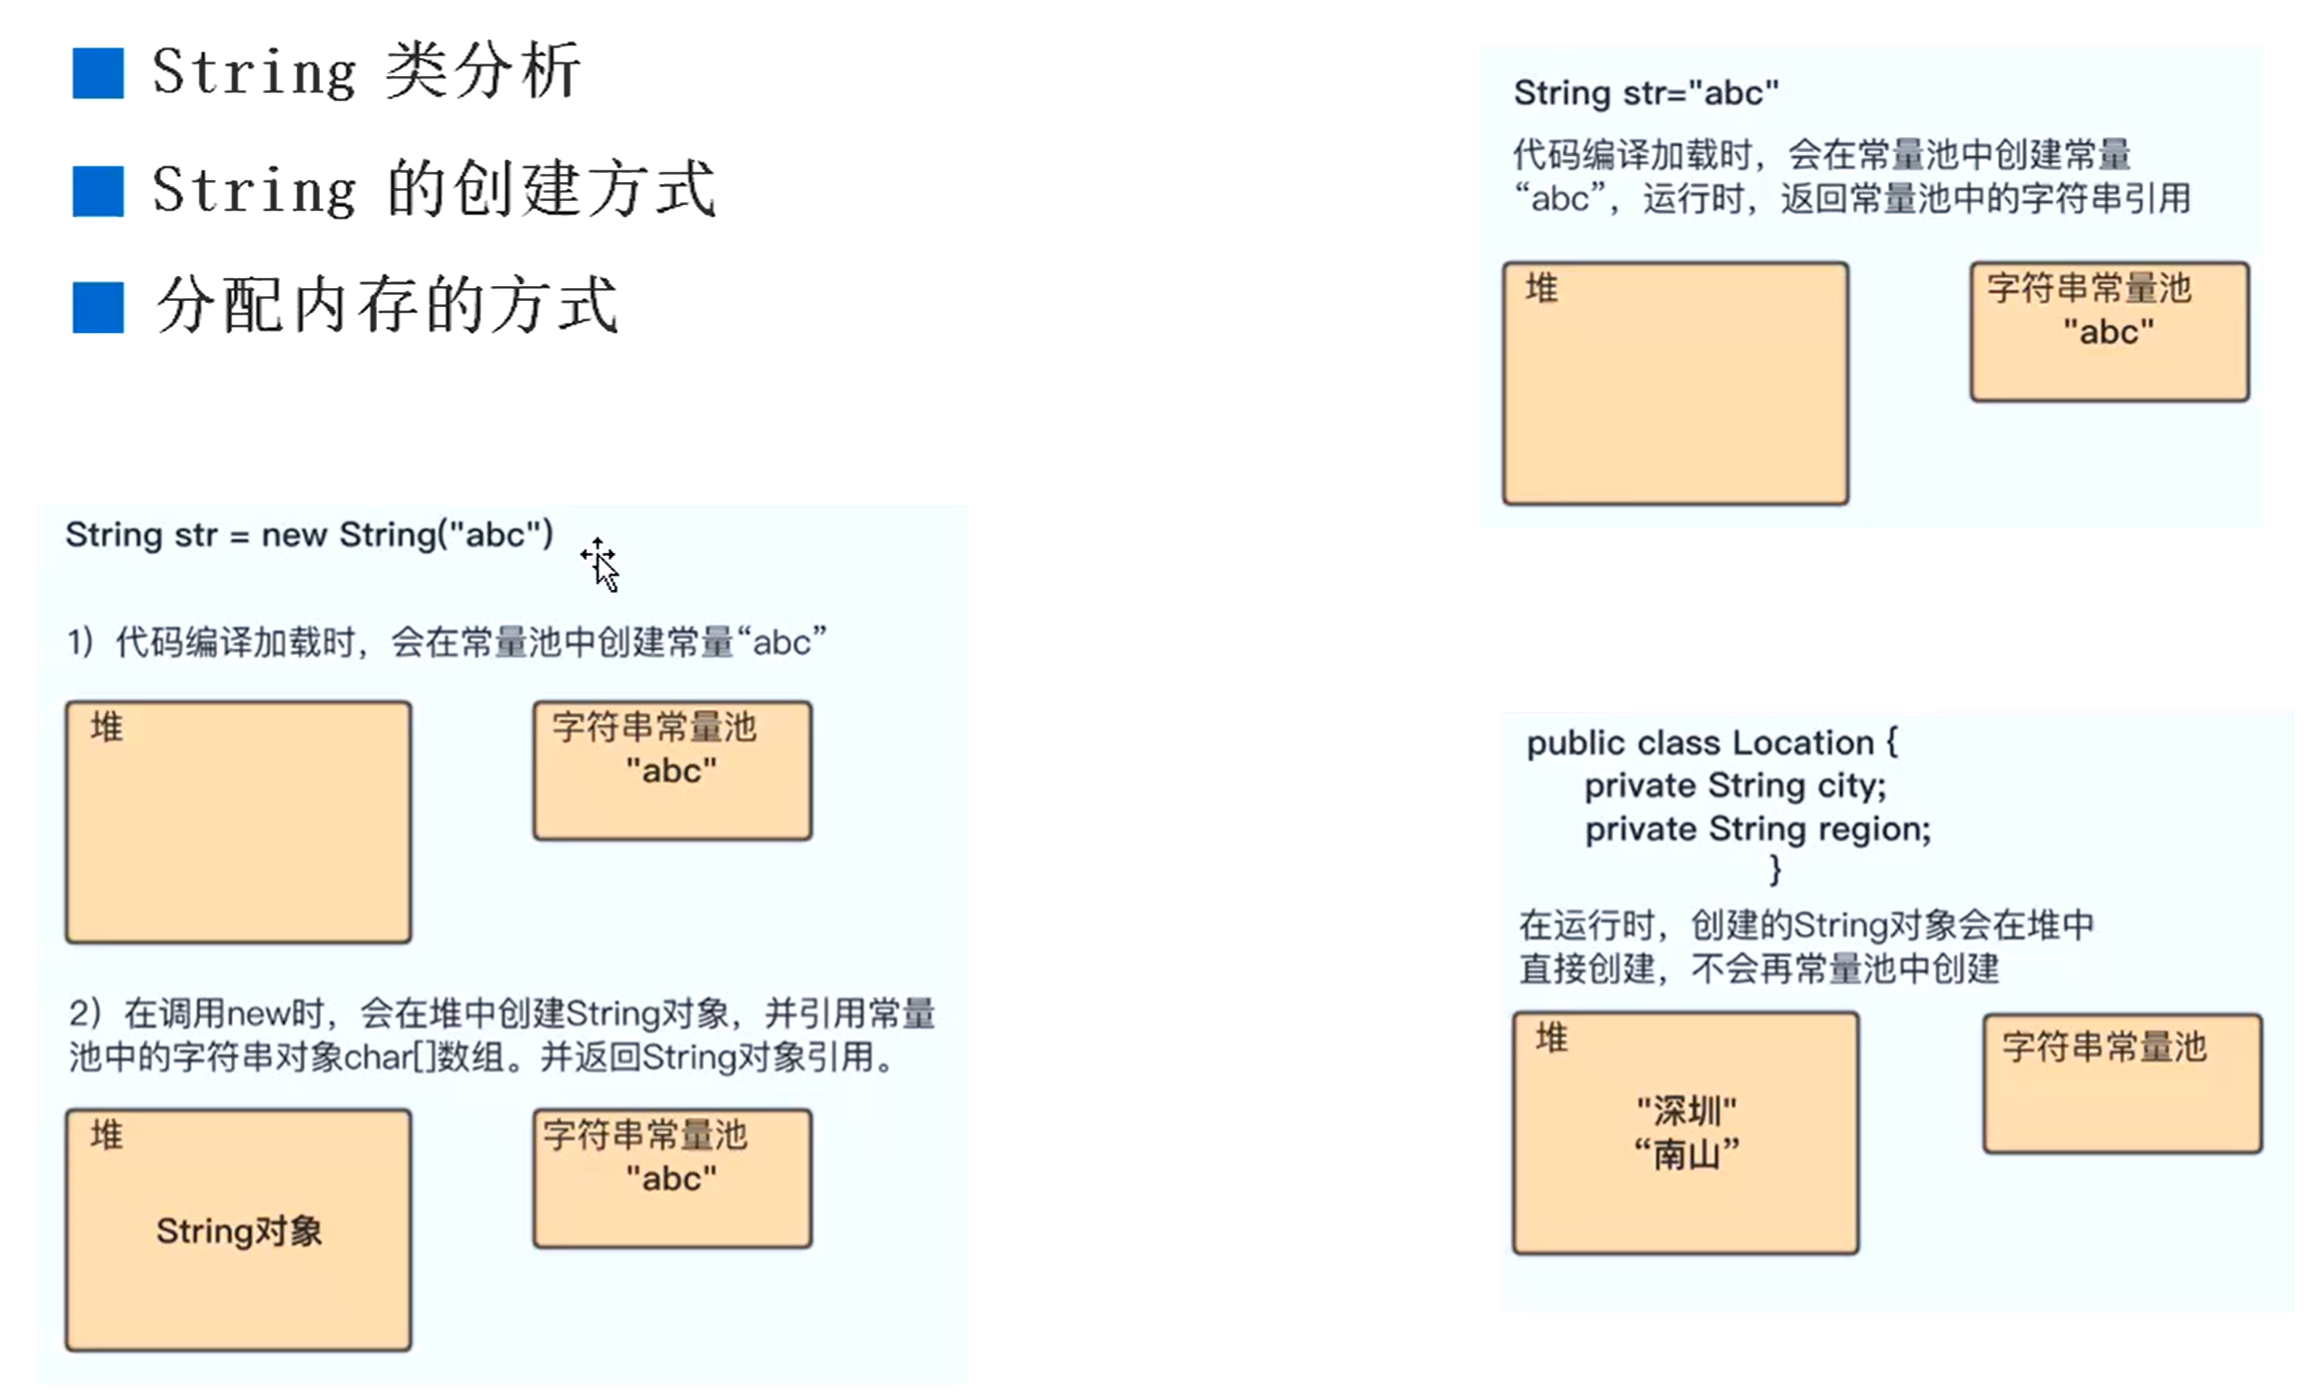 String 类分析
String 的创建方式
分配内存的方式
String str = new String("abc")
1）代码编译加载时，会在常量池中创建常量“abc”
堆
字符串常量池
"abc"
2）在调用new时，会在堆中创建String对象，并引用常量
池中的字符串对象char[]数组。并返回String对象引用。
堆
String对象
字符串常量池
"abc"
String str="abc"
代码编译加载时，会在常量池中创建常量
“abc”，运行时，返回常量池中的字符串引用
堆
字符串常量池
"abc"
public class Location {
private String city;
private String region;
}
在运行时，创建的String对象会在堆中
直接创建，不会再常量池中创建
堆
"深圳"
“南山”
字符串常量池